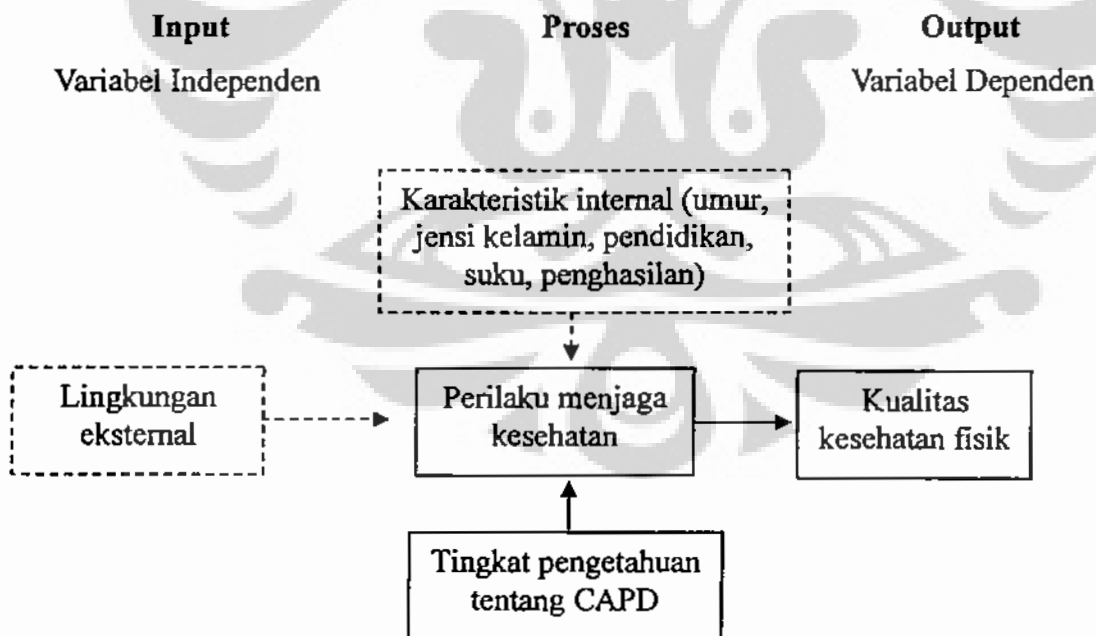 Input Proses Output
Variabel Independen Variabel Dependen
Karakteristik internal (umur,
jensi kelamin, pendidikan,
suku, penghasilan)
Lingkungan
eksternal
Perilaku menjaga
kesehatan
Kualitas
kesehatan fisik
Tingkat pengetahuan
tentang CAPD